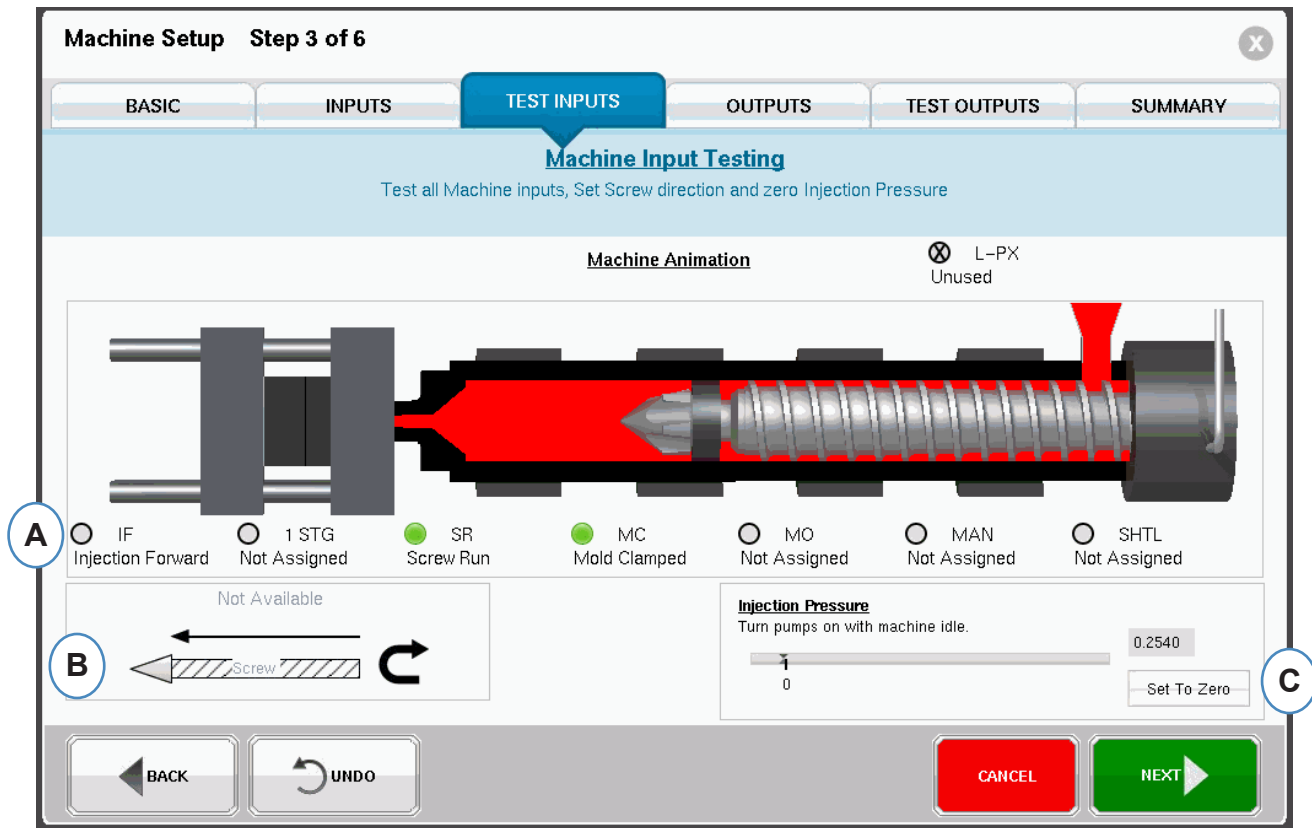 Machine Setup Step 3 of 6
X
BASIC
INPUTS
TEST INPUTS
OUTPUTS
TEST OUTPUTS
SUMMARY
Machine Input Testing
Test all Machine inputs, Set Screw direction and zero Injection Pressure
Machine Animation
L-PX
Unused
A
IF
Injection Forward
1 STG
Not Assigned
SR
Screw Run
MC
Mold Clamped
MO
Not Assigned
MAN
Not Assigned
SHTL
Not Assigned
Not Available
B
Screw
Injection Pressure
Turn pumps on with machine idle.
0
0.2540
Set To Zero
C
BACK
UNDO
CANCEL
NEXT